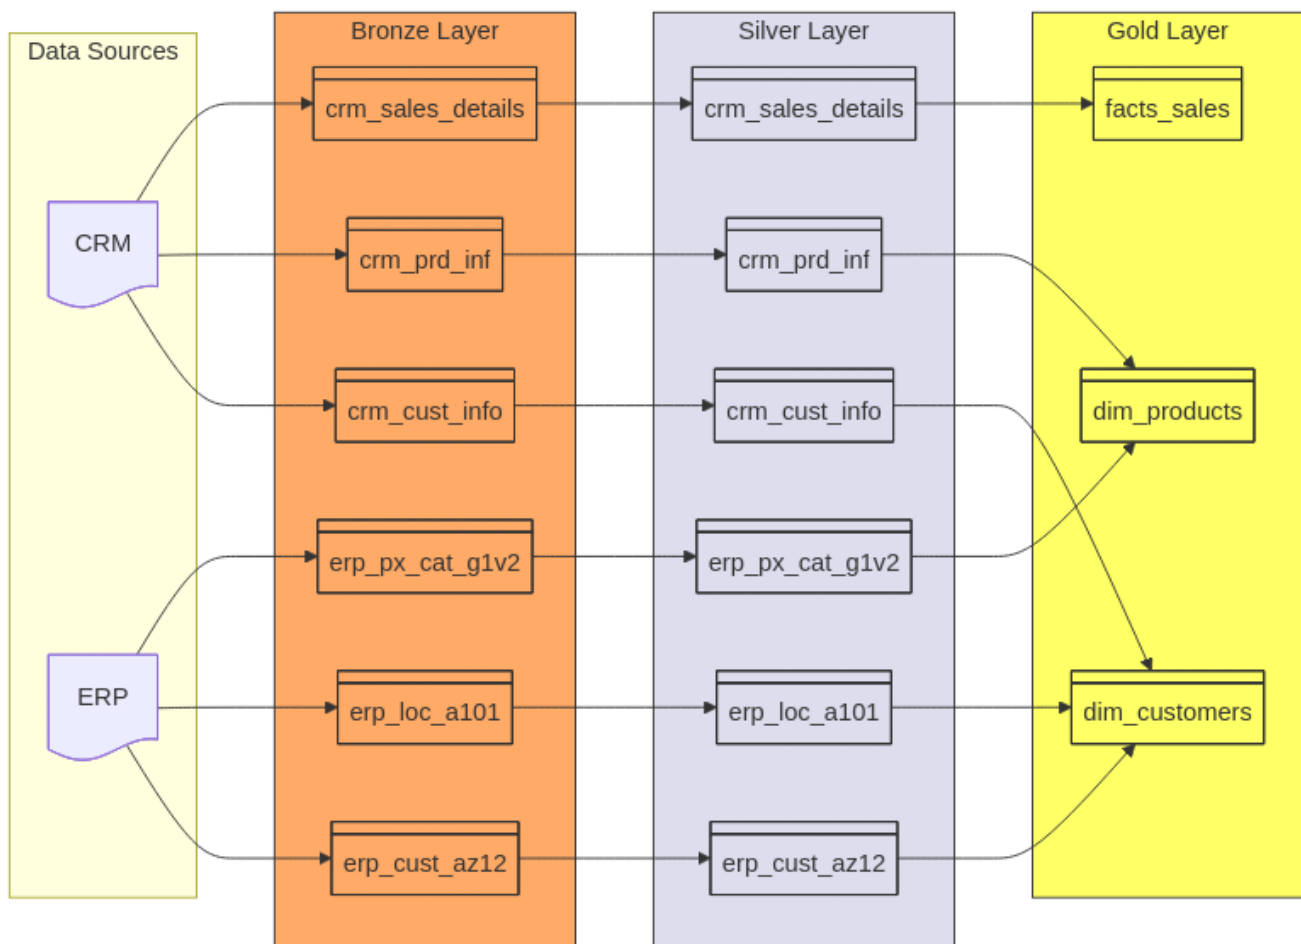 Data Sources
CRM
ERP
Bronze Layer
crm_sales_details
crm_prd_inf
crm_cust_info
erp_px_cat_g1v2
erp_loc_a101
erp_cust_az12
Silver Layer
crm_sales_details
crm_prd_inf
crm_cust_info
erp_px_cat_g1v2
erp_loc_a101
erp_cust_az12
Gold Layer
facts_sales
dim_products
dim_customers